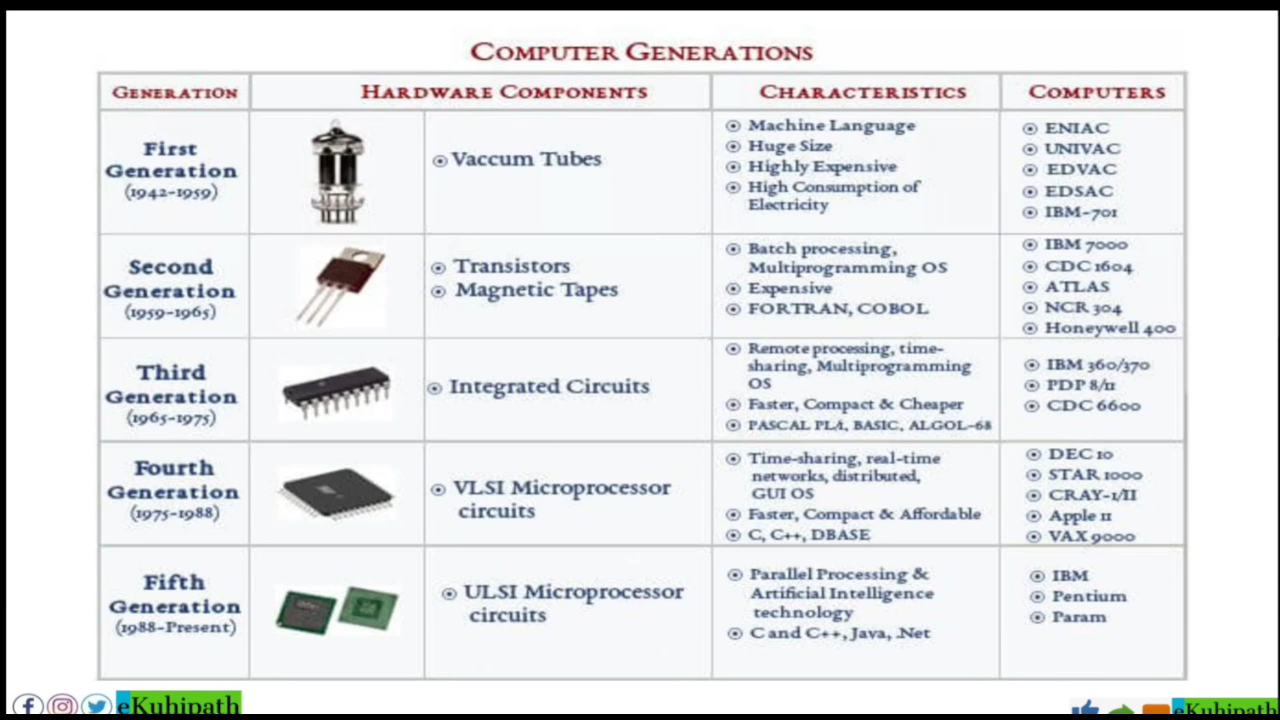 COMPUTER GENERATIONS
GENERATION HARDWARE COMPONENTS CHARACTERISTICS COMPUTERS
First
Generation
(1942-1959)
Vaccum Tubes
Machine Language
Huge Size
Highly Expensive
High Consumption of
Electricity
ENIAC
UNIVAC
EDVAC
EDSAC
IBM-701
Second
Generation
(1959-1965)
Transistors
Magnetic Tapes
Batch processing,
Multiprogramming OS
Expensive
FORTRAN, COBOL
IBM 7000
CDC 1604
ATLAS
NCR 304
Honeywell 400
Third
Generation
(1965-1975)
Integrated Circuits
Remote processing, time-
sharing, Multiprogramming
OS
Faster, Compact & Cheaper
PASCAL PL/1, BASIC, ALGOL-68
IBM 360/370
PDP 8/11
CDC 6600
Fourth
Generation
(1975-1988)
VLSI Microprocessor
circuits
Time-sharing, real-time
networks, distributed,
GUI OS
Faster, Compact & Affordable
C, C++, DBASE
DEC 10
STAR 1000
CRAY-1/II
Apple II
VAX 9000
Fifth
Generation
(1988-Present)
ULSI Microprocessor
circuits
Parallel Processing &
Artificial Intelligence
technology
C and C++, Java, .Net
IBM
Pentium
Param
eKuhipath
eKuhipath